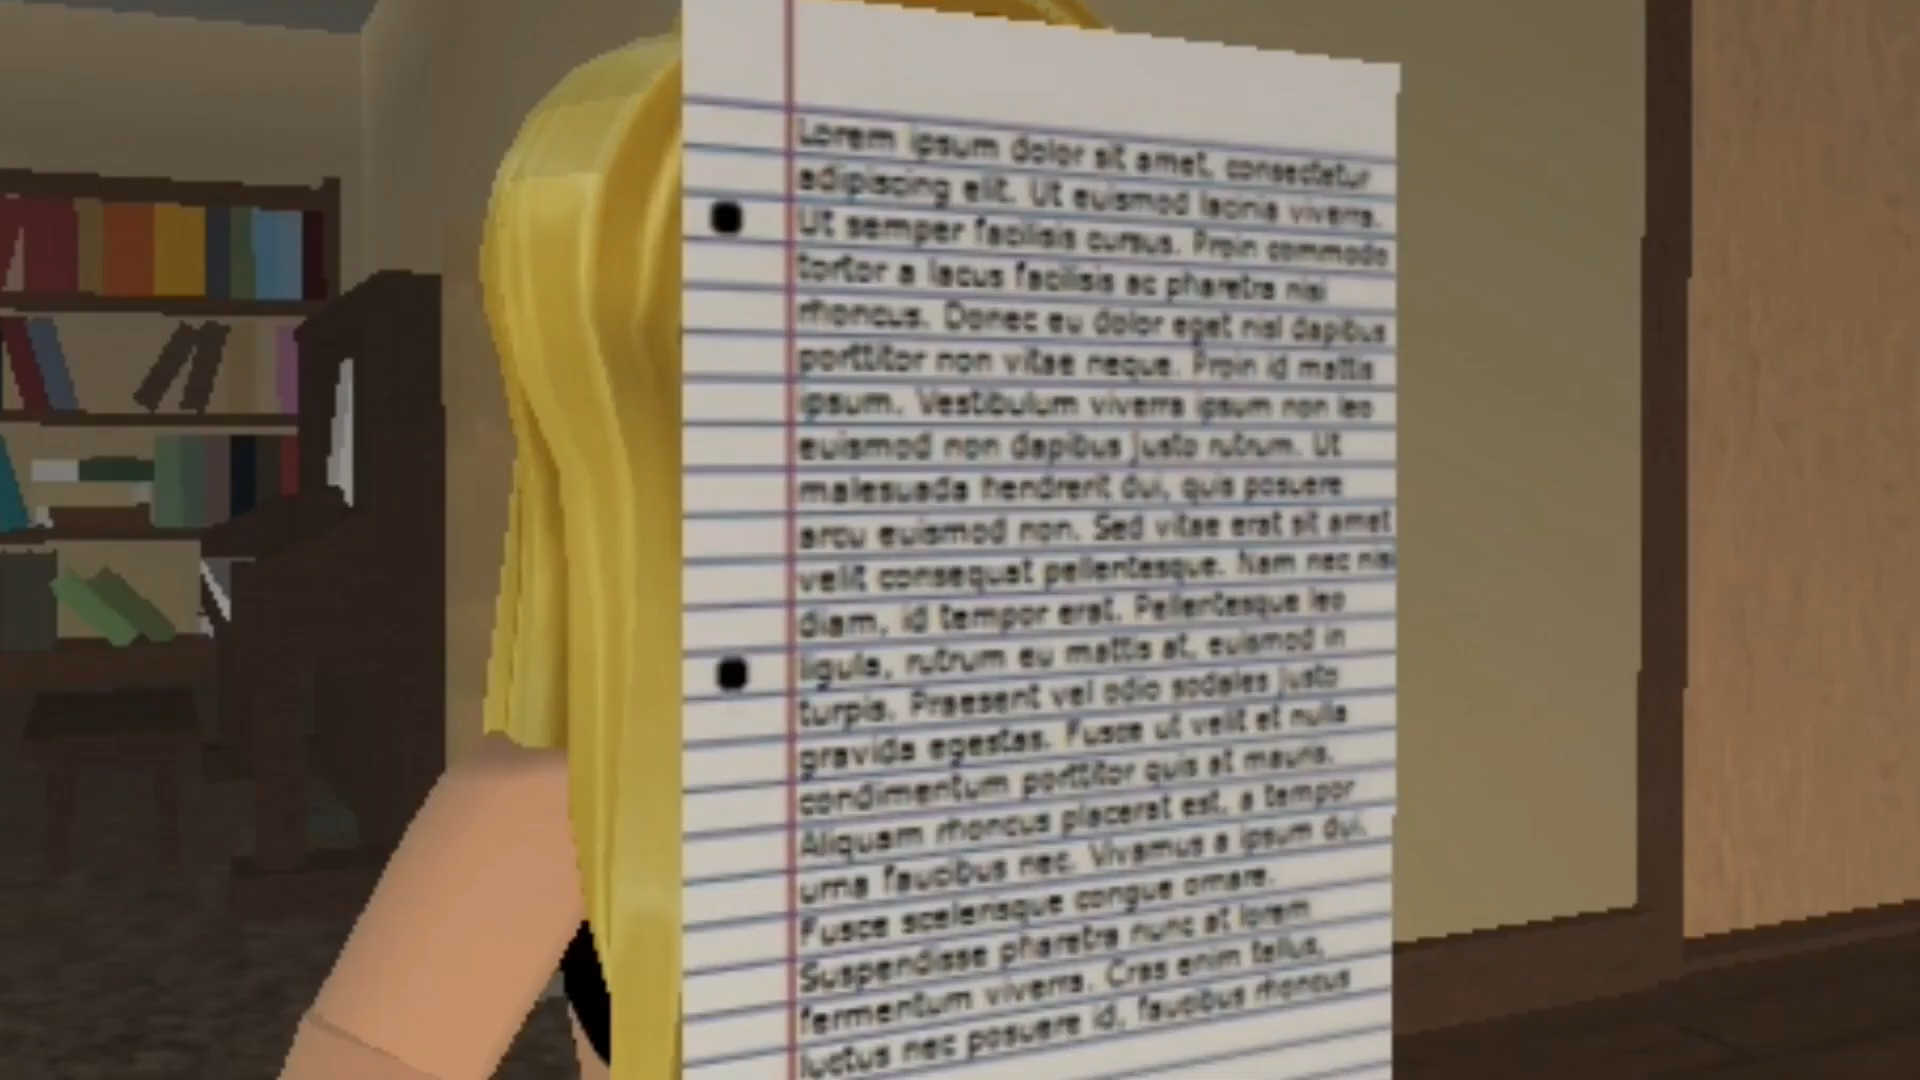 Lorem ipsum dolor sit amet, consectetur
adipiscing elit. Ut euismod lacinia viverra.
Ut semper facilisis cursus. Proin commodo
tortor a lacus facilisis ac pharetra nisi
rhoncus. Donec eu dolor eget nisl dapibus
porttitor non vitae neque. Proin id mattis
ipsum. Vestibulum viverra ipsum non leo
euismod non dapibus justo rutrum. Ut
malesuada hendrerit dui, quis posuere
arcu euismod non. Sed vitae erat sit amet
velit consequat pellentesque. Nam nec nisi
diam, id tempor erat. Pellentesque leo
ligula, rutrum eu mattis at, euismod in
turpis. Praesent vel odio sodales justo
gravida egestas. Fusce ut velit et nulla
condimentum porttitor quis at mauris.
Aliquam rhoncus placerat est, a tempor
urna faucibus nec. Vivamus a ipsum dui.
Fusce scelerisque congue ornare.
Suspendisse pharetra nunc at lorem
fermentum viverra. Cras enim tellus,
luctus nec posuere id, faucibus rhoncus